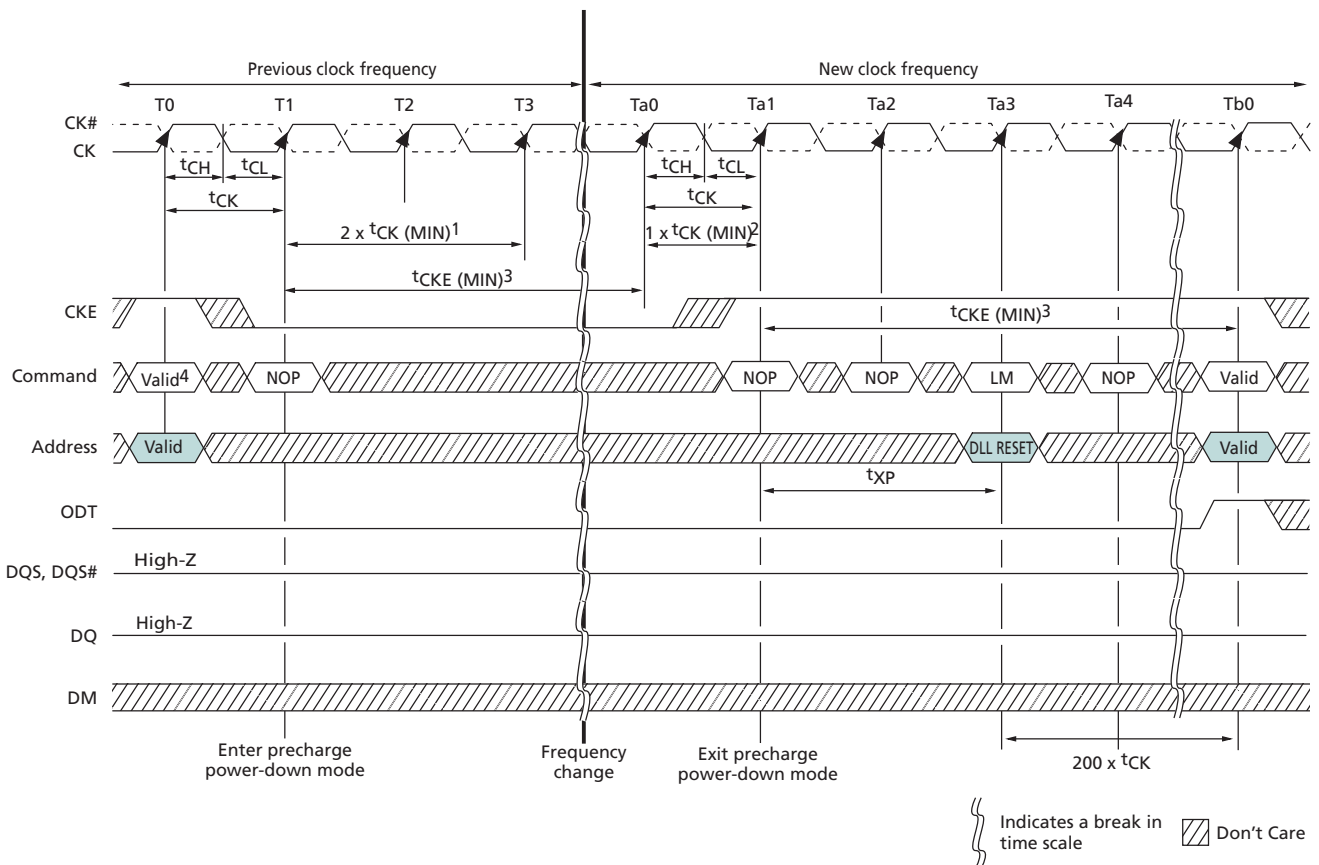 Previous clock frequency
New clock frequency
T0 T1 T2 T3 Ta0 Ta1 Ta2 Ta3 Ta4 Tb0
CK#
CK
tCH tCL tCH tCL
tCK tCK
2 x tCK (MIN)1 1 x tCK (MIN)2
tCKE (MIN)3
CKE
tCKE (MIN)3
Command Valid4 NOP NOP NOP LM NOP Valid
Address Valid DLL RESET Valid
tXP
ODT
High-Z
DQS, DQS#
High-Z
DQ
DM
Enter precharge
power-down mode
Frequency
change
Exit precharge
power-down mode
200 x tCK
Indicates a break in
time scale
Don't Care